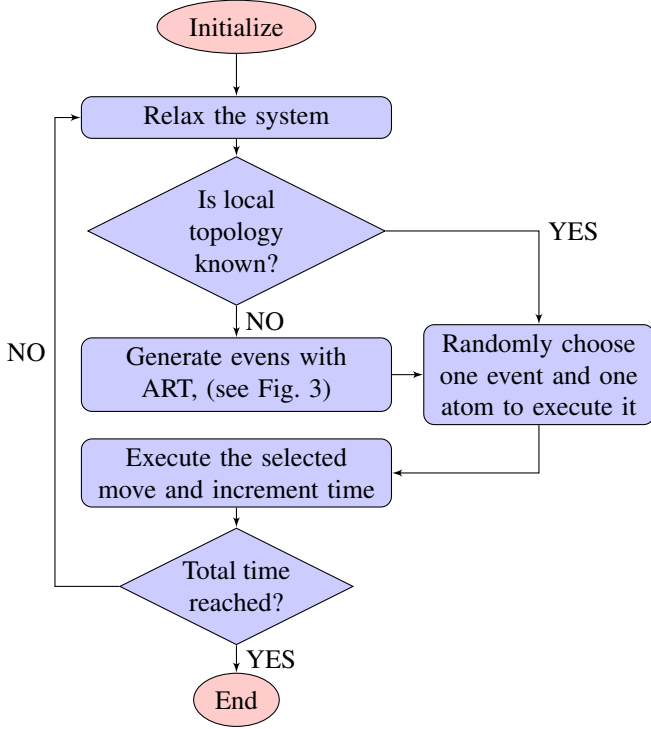 Initialize
Relax the system
Is local
topology
known?
YES
NO
Generate evens with
ART, (see Fig. 3)
Randomly choose
one event and one
atom to execute it
NO
Execute the selected
move and increment time
Total time
reached?
YES
End